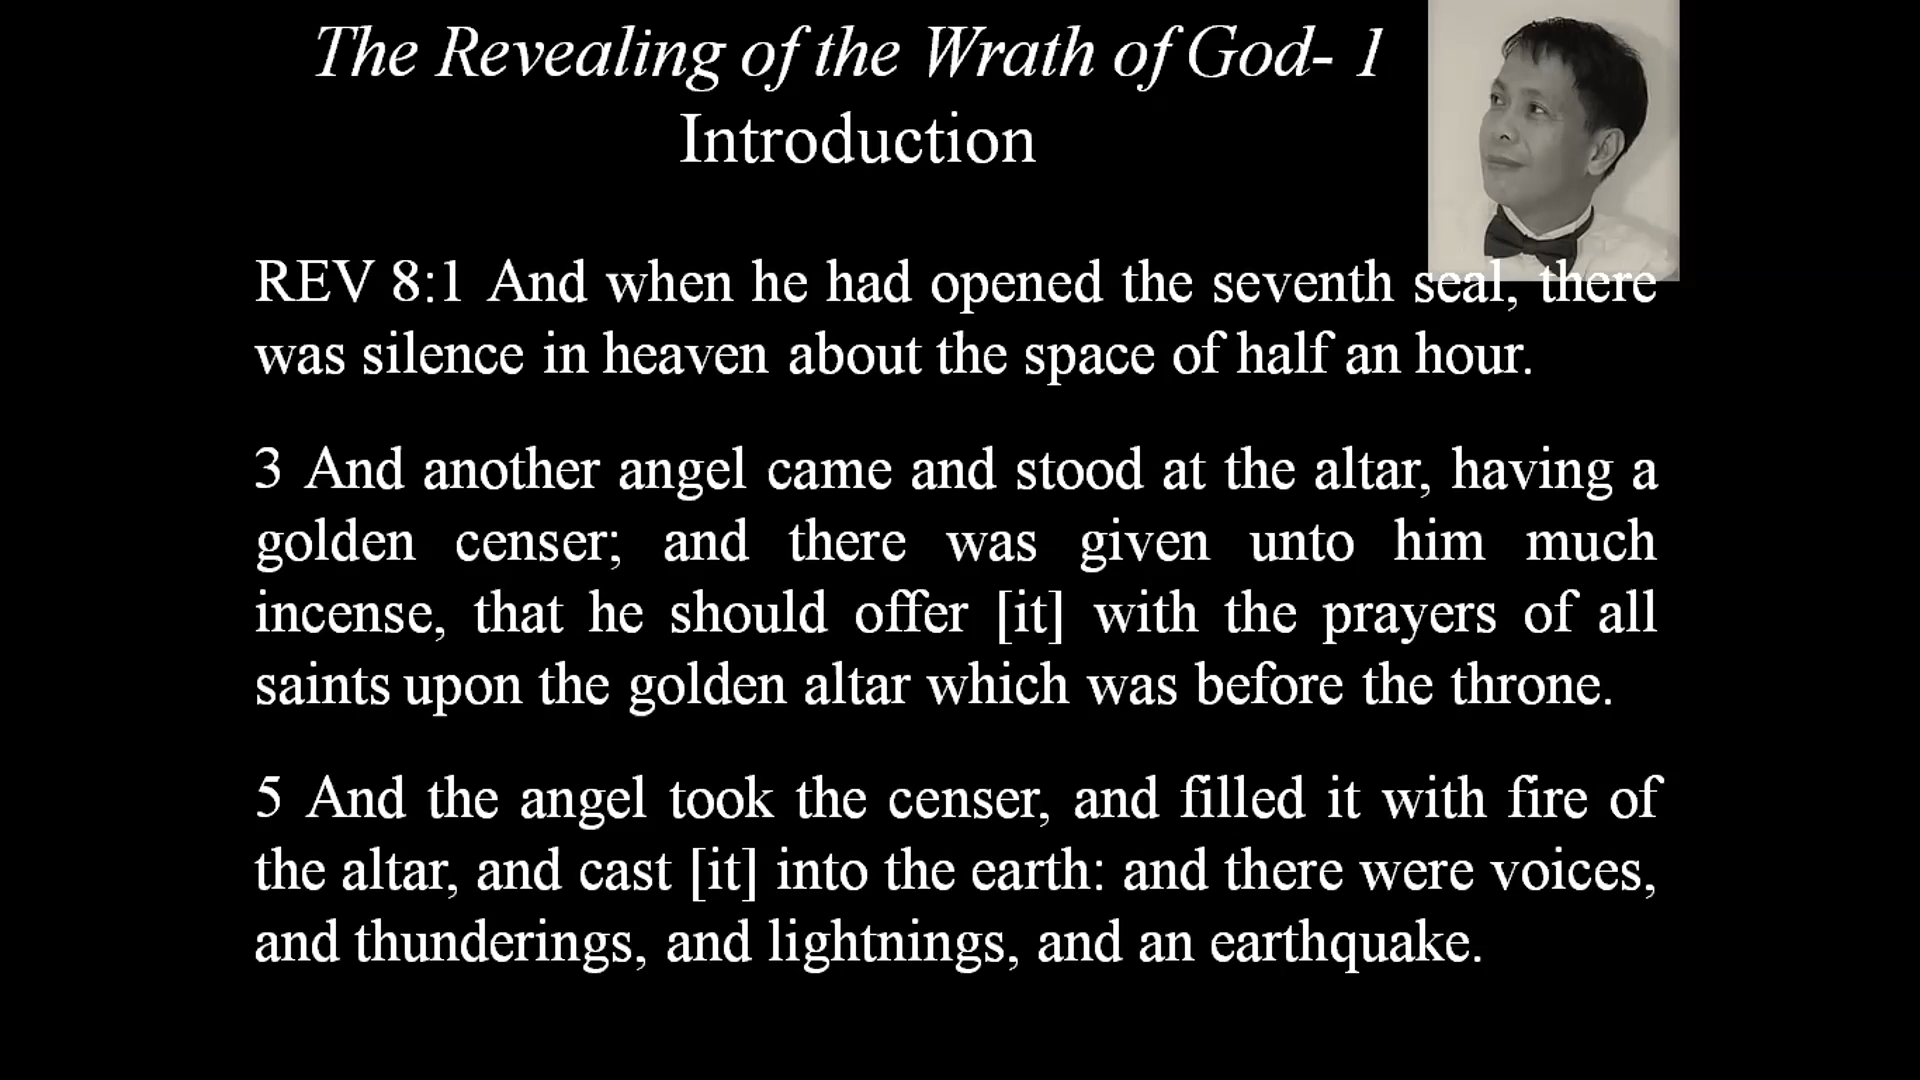 The Revealing of the Wrath of God- 1
Introduction
REV 8:1 And when he had opened the seventh seal, there
was silence in heaven about the space of half an hour.
3 And another angel came and stood at the altar, having a
golden censer; and there was given unto him much
incense, that he should offer [it] with the prayers of all
saints upon the golden altar which was before the throne.
5 And the angel took the censer, and filled it with fire of
the altar, and cast [it] into the earth: and there were voices,
and thunderings, and lightnings, and an earthquake.